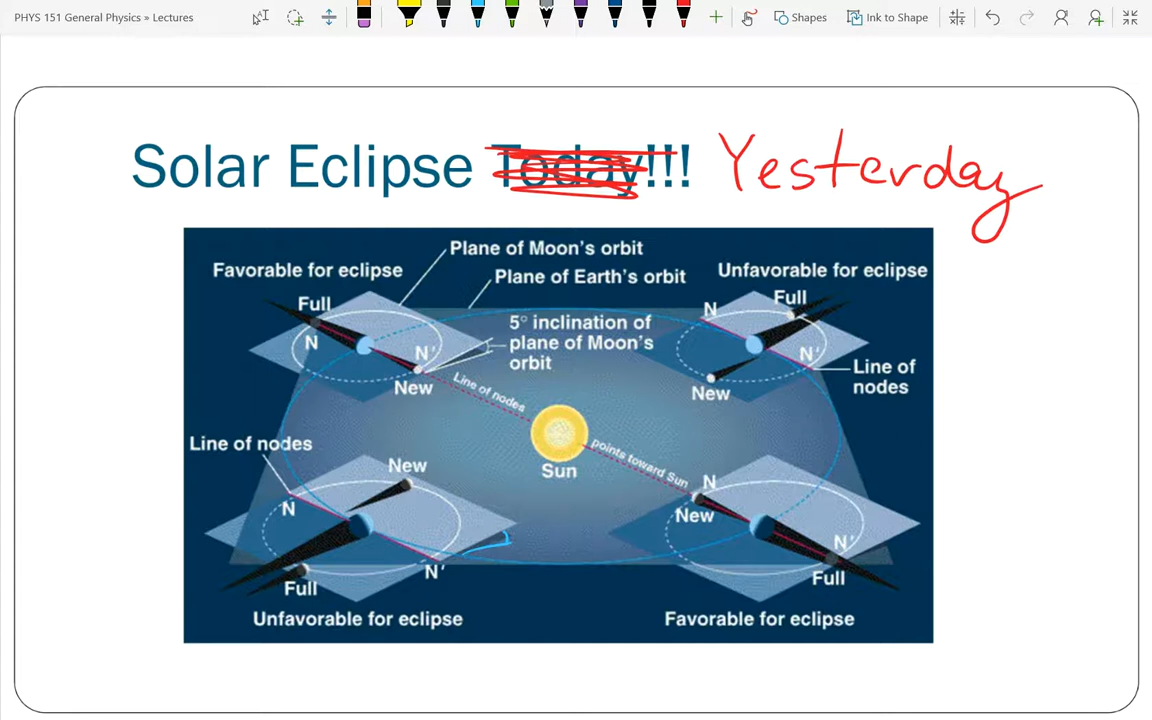 PHYS 151 General Physics » Lectures
Shapes
Ink to Shape
Solar Eclipse Today!!! Yesterday
Plane of Moon's orbit
Favorable for eclipse
Plane of Earth's orbit
Unfavorable for eclipse
Full
N
N'
New
5° inclination of
plane of Moon's
orbit
N
Full
N'
New
Line of
nodes
Line of nodes
Sun
points toward Sun
Line of nodes
New
N
N'
Full
Unfavorable for eclipse
N
New
N'
Full
Favorable for eclipse